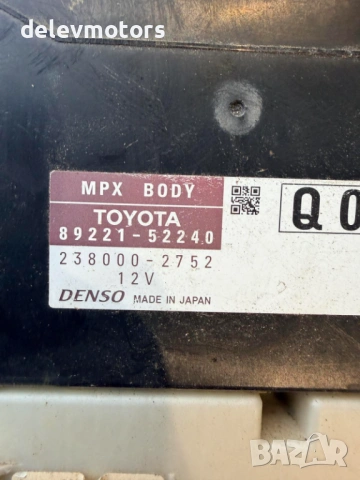 delevmotors
MPX BODY
TOYOTA
89221-52240
238000-2752
12V
DENSO MADE IN JAPAN
Q0
BAZAR